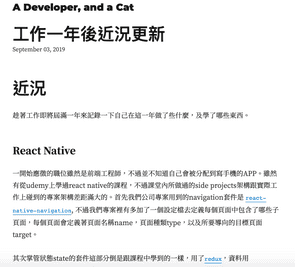 A Developer, and a Cat
工作一年後近況更新
September 03, 2019
近況
趁著工作即將屆滿一年來記錄一下自己在這一年做了些什麼，及學了哪些東西。
React Native
一開始應徵的職位雖然是前端工程師，不過並不知道自己會被分配到寫手機的APP。雖然
有從udemy上學過react native的課程，不過課堂內所做過的side projects架構跟實際工
作上碰到的專案架構差距滿大的。首先我們公司專案用到的navigation套件是 react-
native-navigation, 不過我們專案裡有多加了一個設定檔去定義每個頁面中包含了哪些子
頁面，每個頁面會定義著頁面名稱name，頁面種類type，以及所要導向的目標頁面
target。
其次掌管狀態state的套件這部分倒是跟課程中學到的一樣，用了redux，資料用